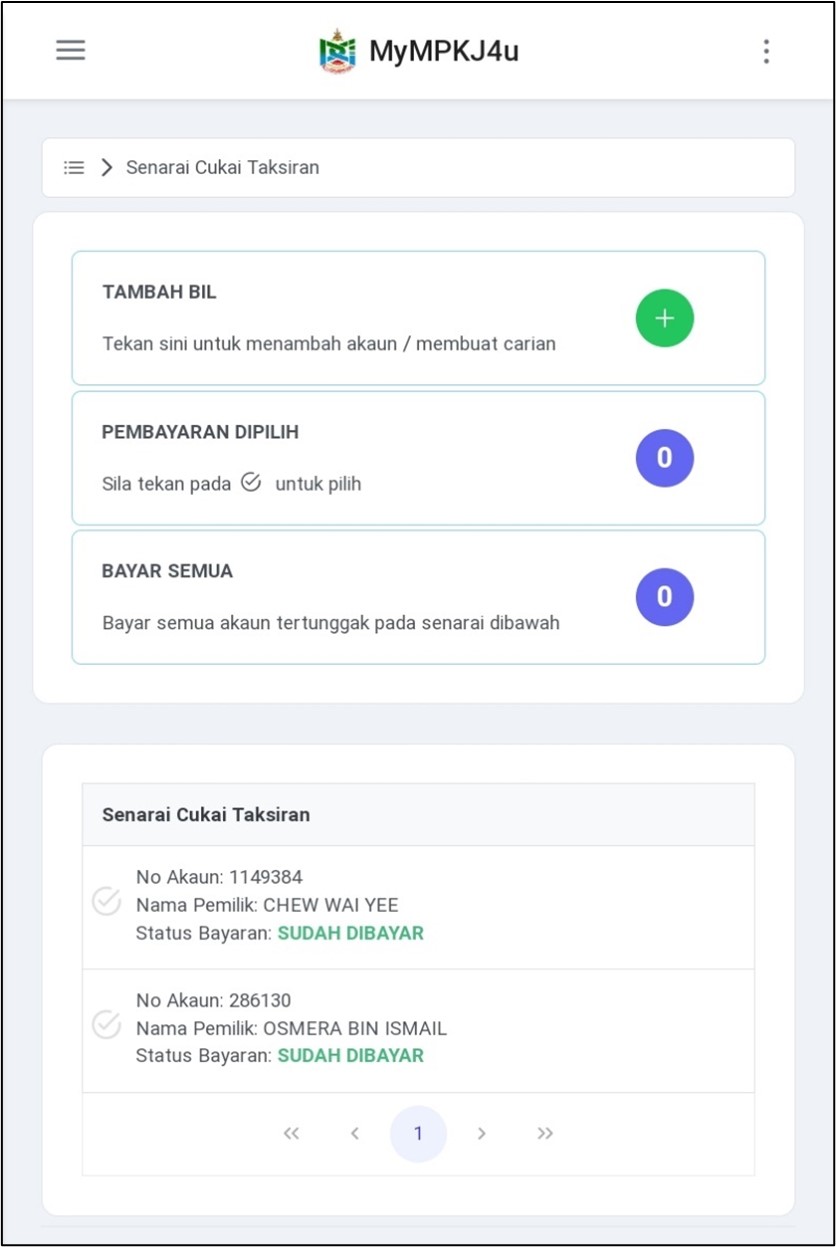 MyMPKJ4u
Senarai Cukai Taksiran
TAMBAH BIL
Tekan sini untuk menambah akaun / membuat carian
PEMBAYARAN DIPILIH
0
Sila tekan pada untuk pilih
BAYAR SEMUA
0
Bayar semua akaun tertunggak pada senarai dibawah
Senarai Cukai Taksiran
No Akaun: 1149384
Nama Pemilik: CHEW WAI YEE
Status Bayaran: SUDAH DIBAYAR
No Akaun: 286130
Nama Pemilik: OSMERA BIN ISMAIL
Status Bayaran: SUDAH DIBAYAR
1